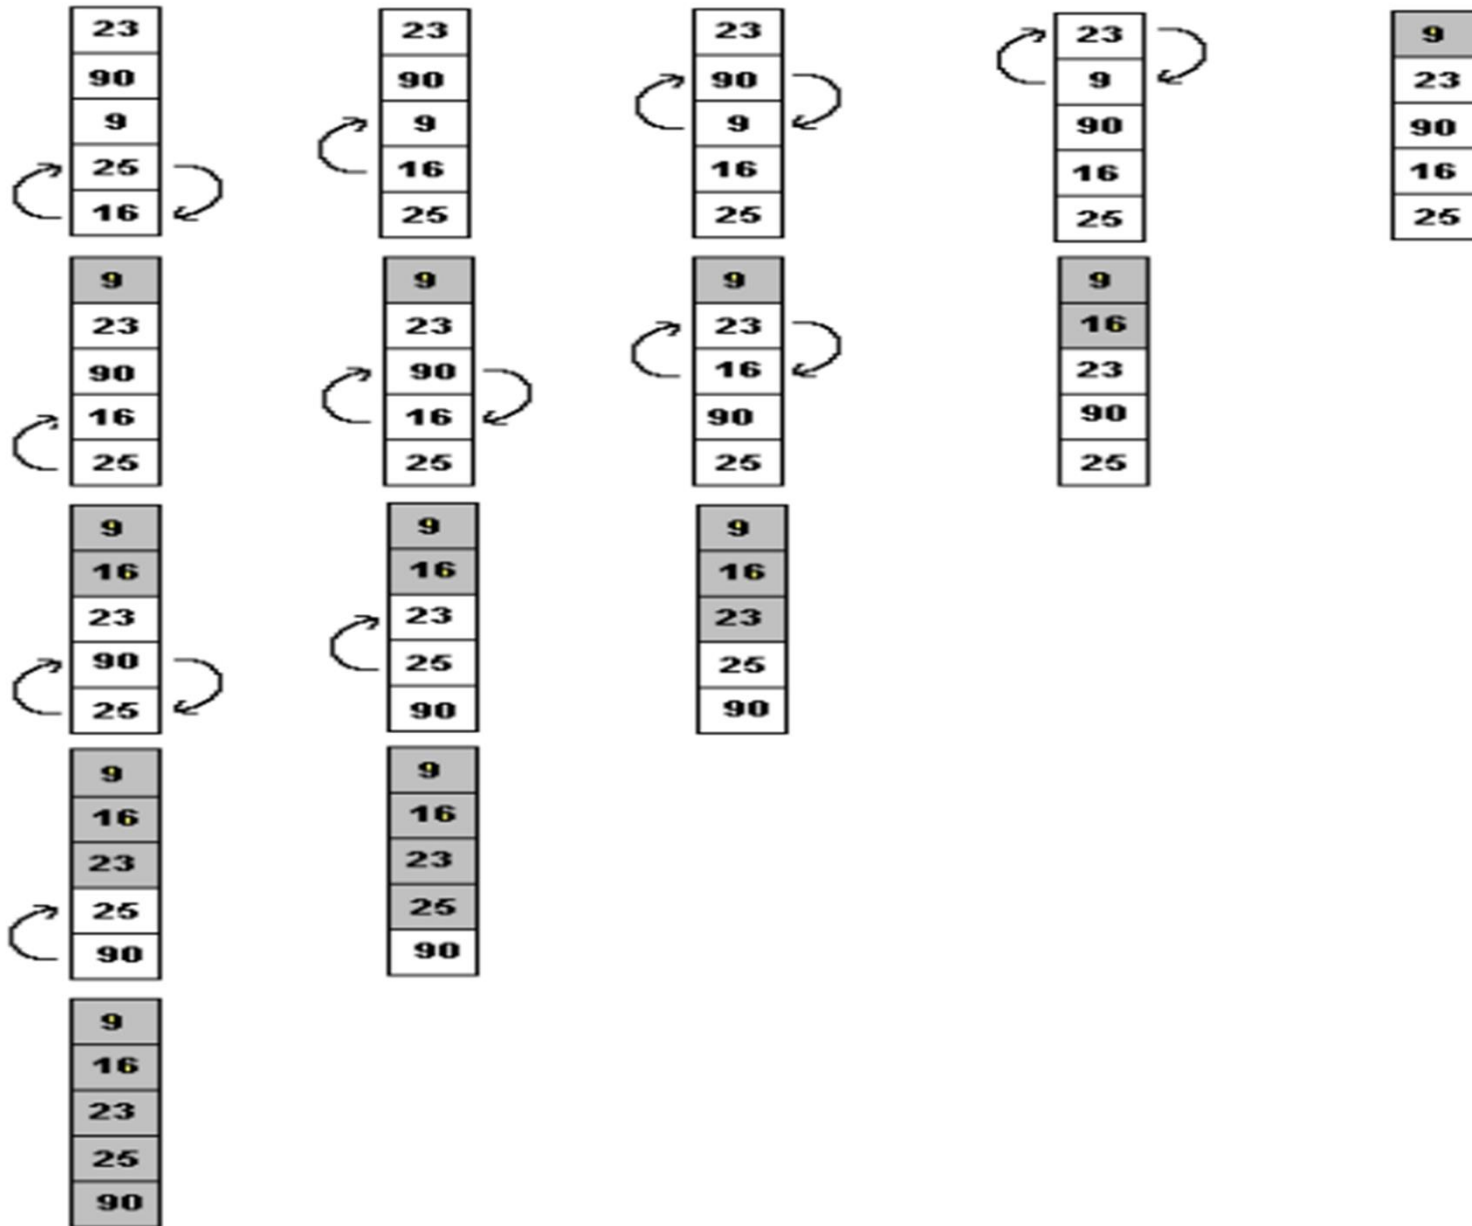 23 23 23 23 9
90 90 90 9 23
9 9 9 90 90
25 16 16 16 16
16 25 25 25 25
9 9 9 9
23 23 23 16
90 90 16 23
16 16 90 90
25 25 25 25
9 9 9
16 16 16
23 23 23
90 25 25
25 90 90
9 9
16 16
23 23
25 25
90 90
9
16
23
25
90